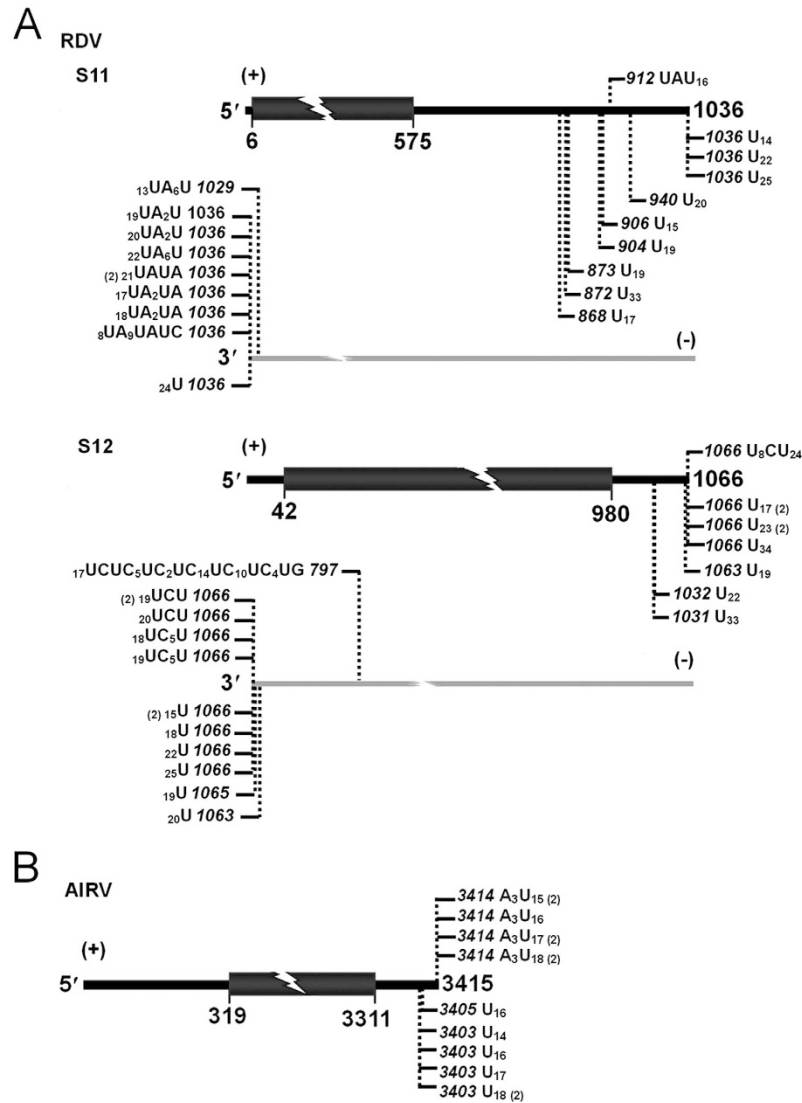 A
RDV
S11
(+)
912 UAU₁₆
5′
1036
6
575
1036 U₁₄
1036 U₂₂
1036 U₂₅
940 U₂₀
906 U₁₅
904 U₁₉
873 U₁₉
872 U₃₃
868 U₁₇
₁₃UA₆U 1029
₁₉UA₂U 1036
₂₀UA₂U 1036
₂₂UA₆U 1036
(2) ₂₁UAUA 1036
₁₇UA₂UA 1036
₁₈UA₂UA 1036
₈UA₉UAUC 1036
(-)
3′
₂₄U 1036
S12
(+)
1066 U₈CU₂₄
5′
1066
42
980
1066 U₁₇ (2)
1066 U₂₃ (2)
1066 U₃₄
1063 U₁₉
1032 U₂₂
1031 U₃₃
₁₇UCUC₅UC₂UC₁₄UC₁₀UC₄UG 797
(2) ₁₉UCU 1066
₂₀UCU 1066
₁₈UC₅U 1066
₁₉UC₅U 1066
(-)
3′
(2) ₁₅U 1066
₁₈U 1066
₂₂U 1066
₂₅U 1066
₁₉U 1065
₂₀U 1063
B
AIRV
(+)
3414 A₃U₁₅ (2)
3414 A₃U₁₆
3414 A₃U₁₇ (2)
3414 A₃U₁₈ (2)
5′
3415
319
3311
3405 U₁₆
3403 U₁₄
3403 U₁₆
3403 U₁₇
3403 U₁₈ (2)